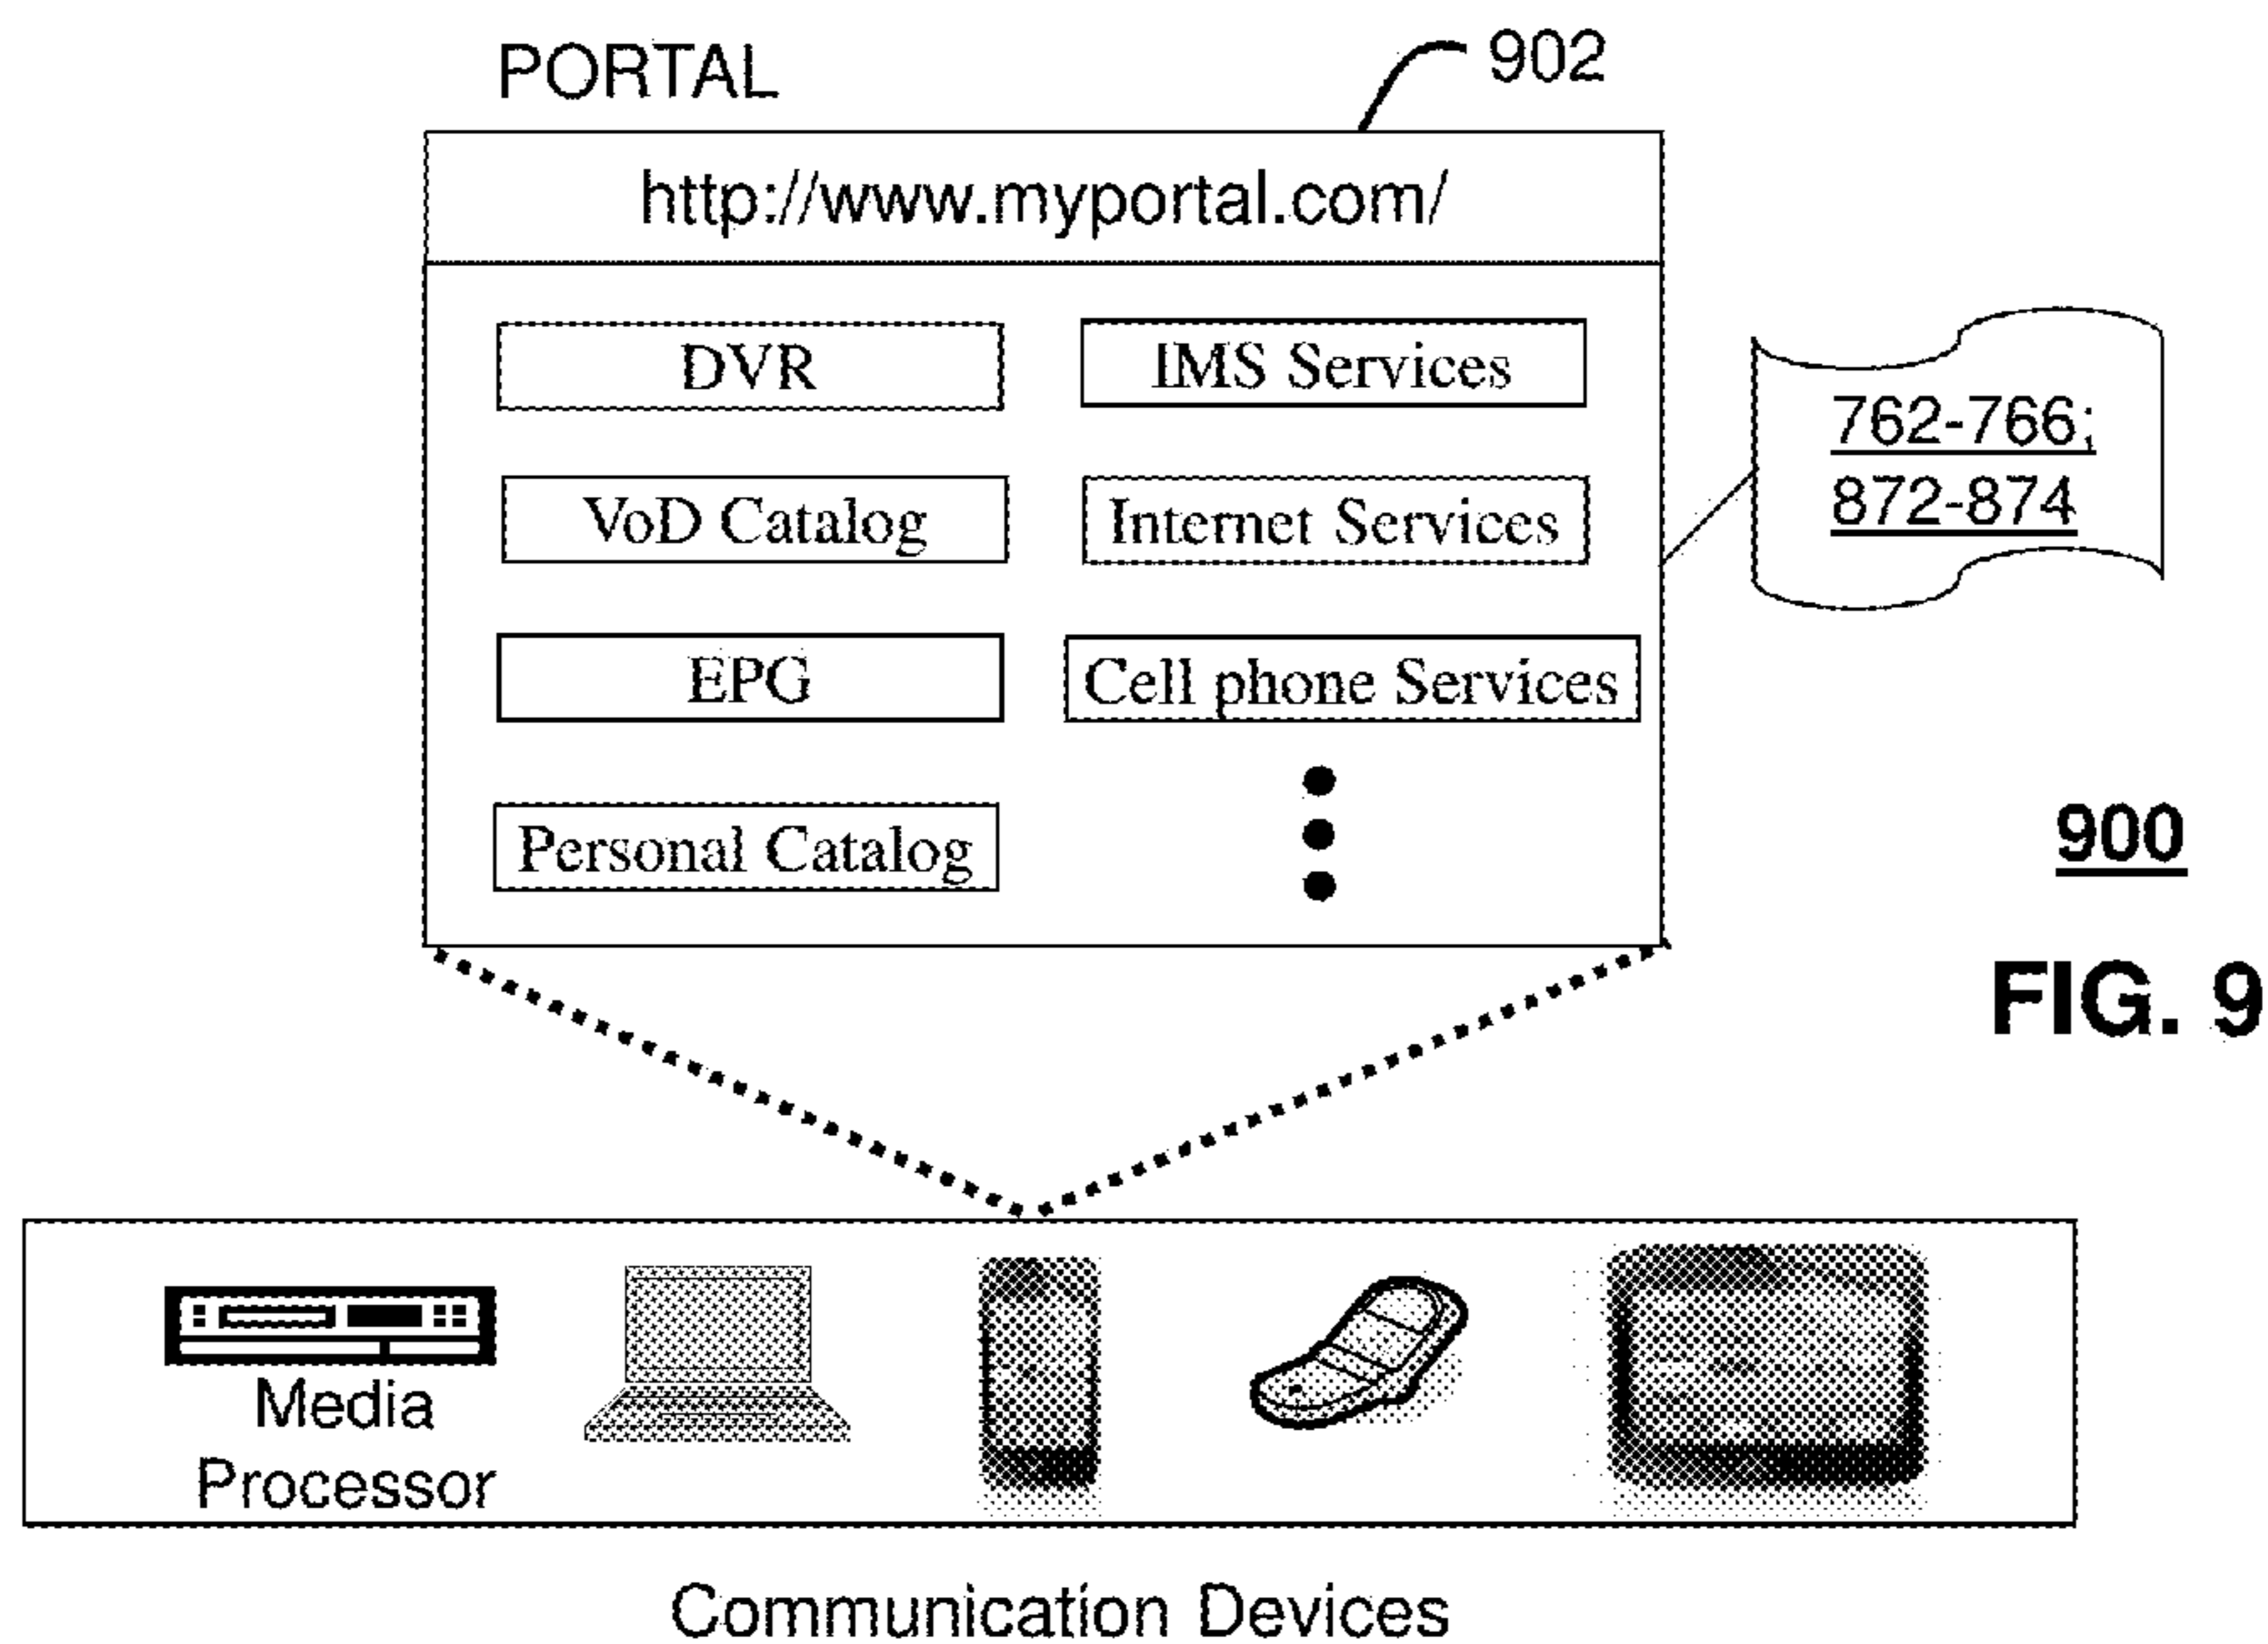 PORTAL
902
http://www.myportal.com/
DVR
IMS Services
VoD Catalog
Internet Services
EPG
Cell phone Services
Personal Catalog
762-766;
872-874
900
FIG. 9
Media
Processor
Communication Devices